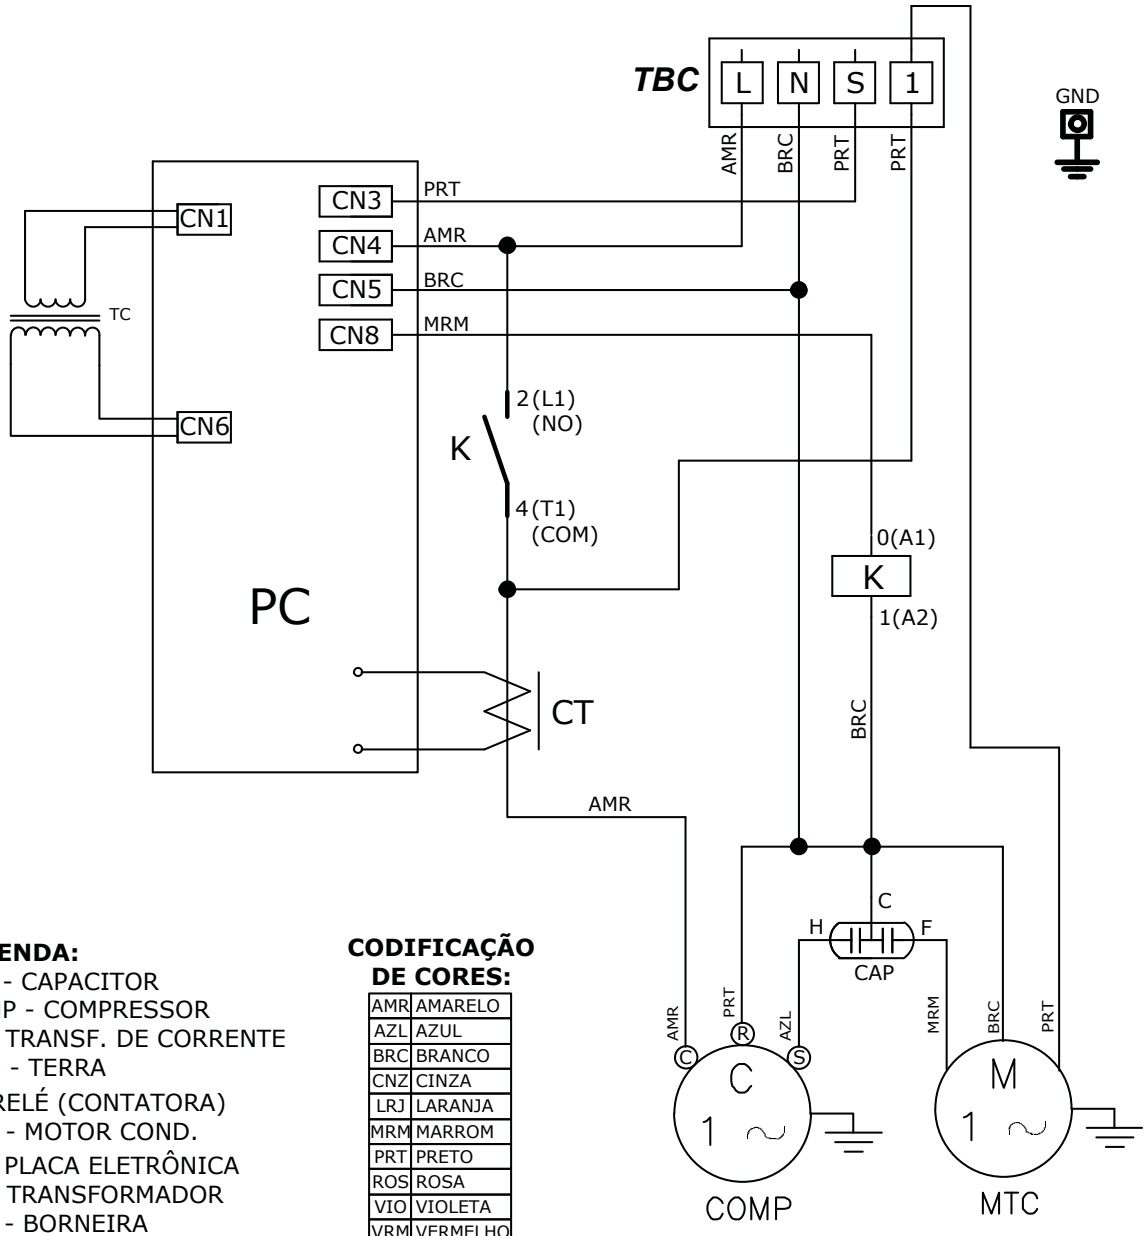 TBC
L N S 1
GND
AMR BRC PRT PRT
CN3 PRT
CN1
CN4 AMR
CN5 BRC
CN8 MRM
TC
CN6
2(L1)
(NO)
K
4(T1)
(COM)
0(A1)
K
1(A2)
PC
CT
BRC
AMR
C
H F
CAP
AMR PRT AZL MRM BRC PRT
C R S
C
1
COMP
M
1
MTC
ENDA:
- CAPACITOR
P - COMPRESSOR
TRANSF. DE CORRENTE
- TERRA
RELÉ (CONTATORA)
- MOTOR COND.
PLACA ELETRÔNICA
TRANSFORMADOR
- BORNEIRA
CODIFICAÇÃO
DE CORES:
AMR AMARELO
AZL AZUL
BRC BRANCO
CNZ CINZA
LRJ LARANJA
MRM MARROM
PRT PRETO
ROS ROSA
VIO VIOLETA
VRM VERMELHO